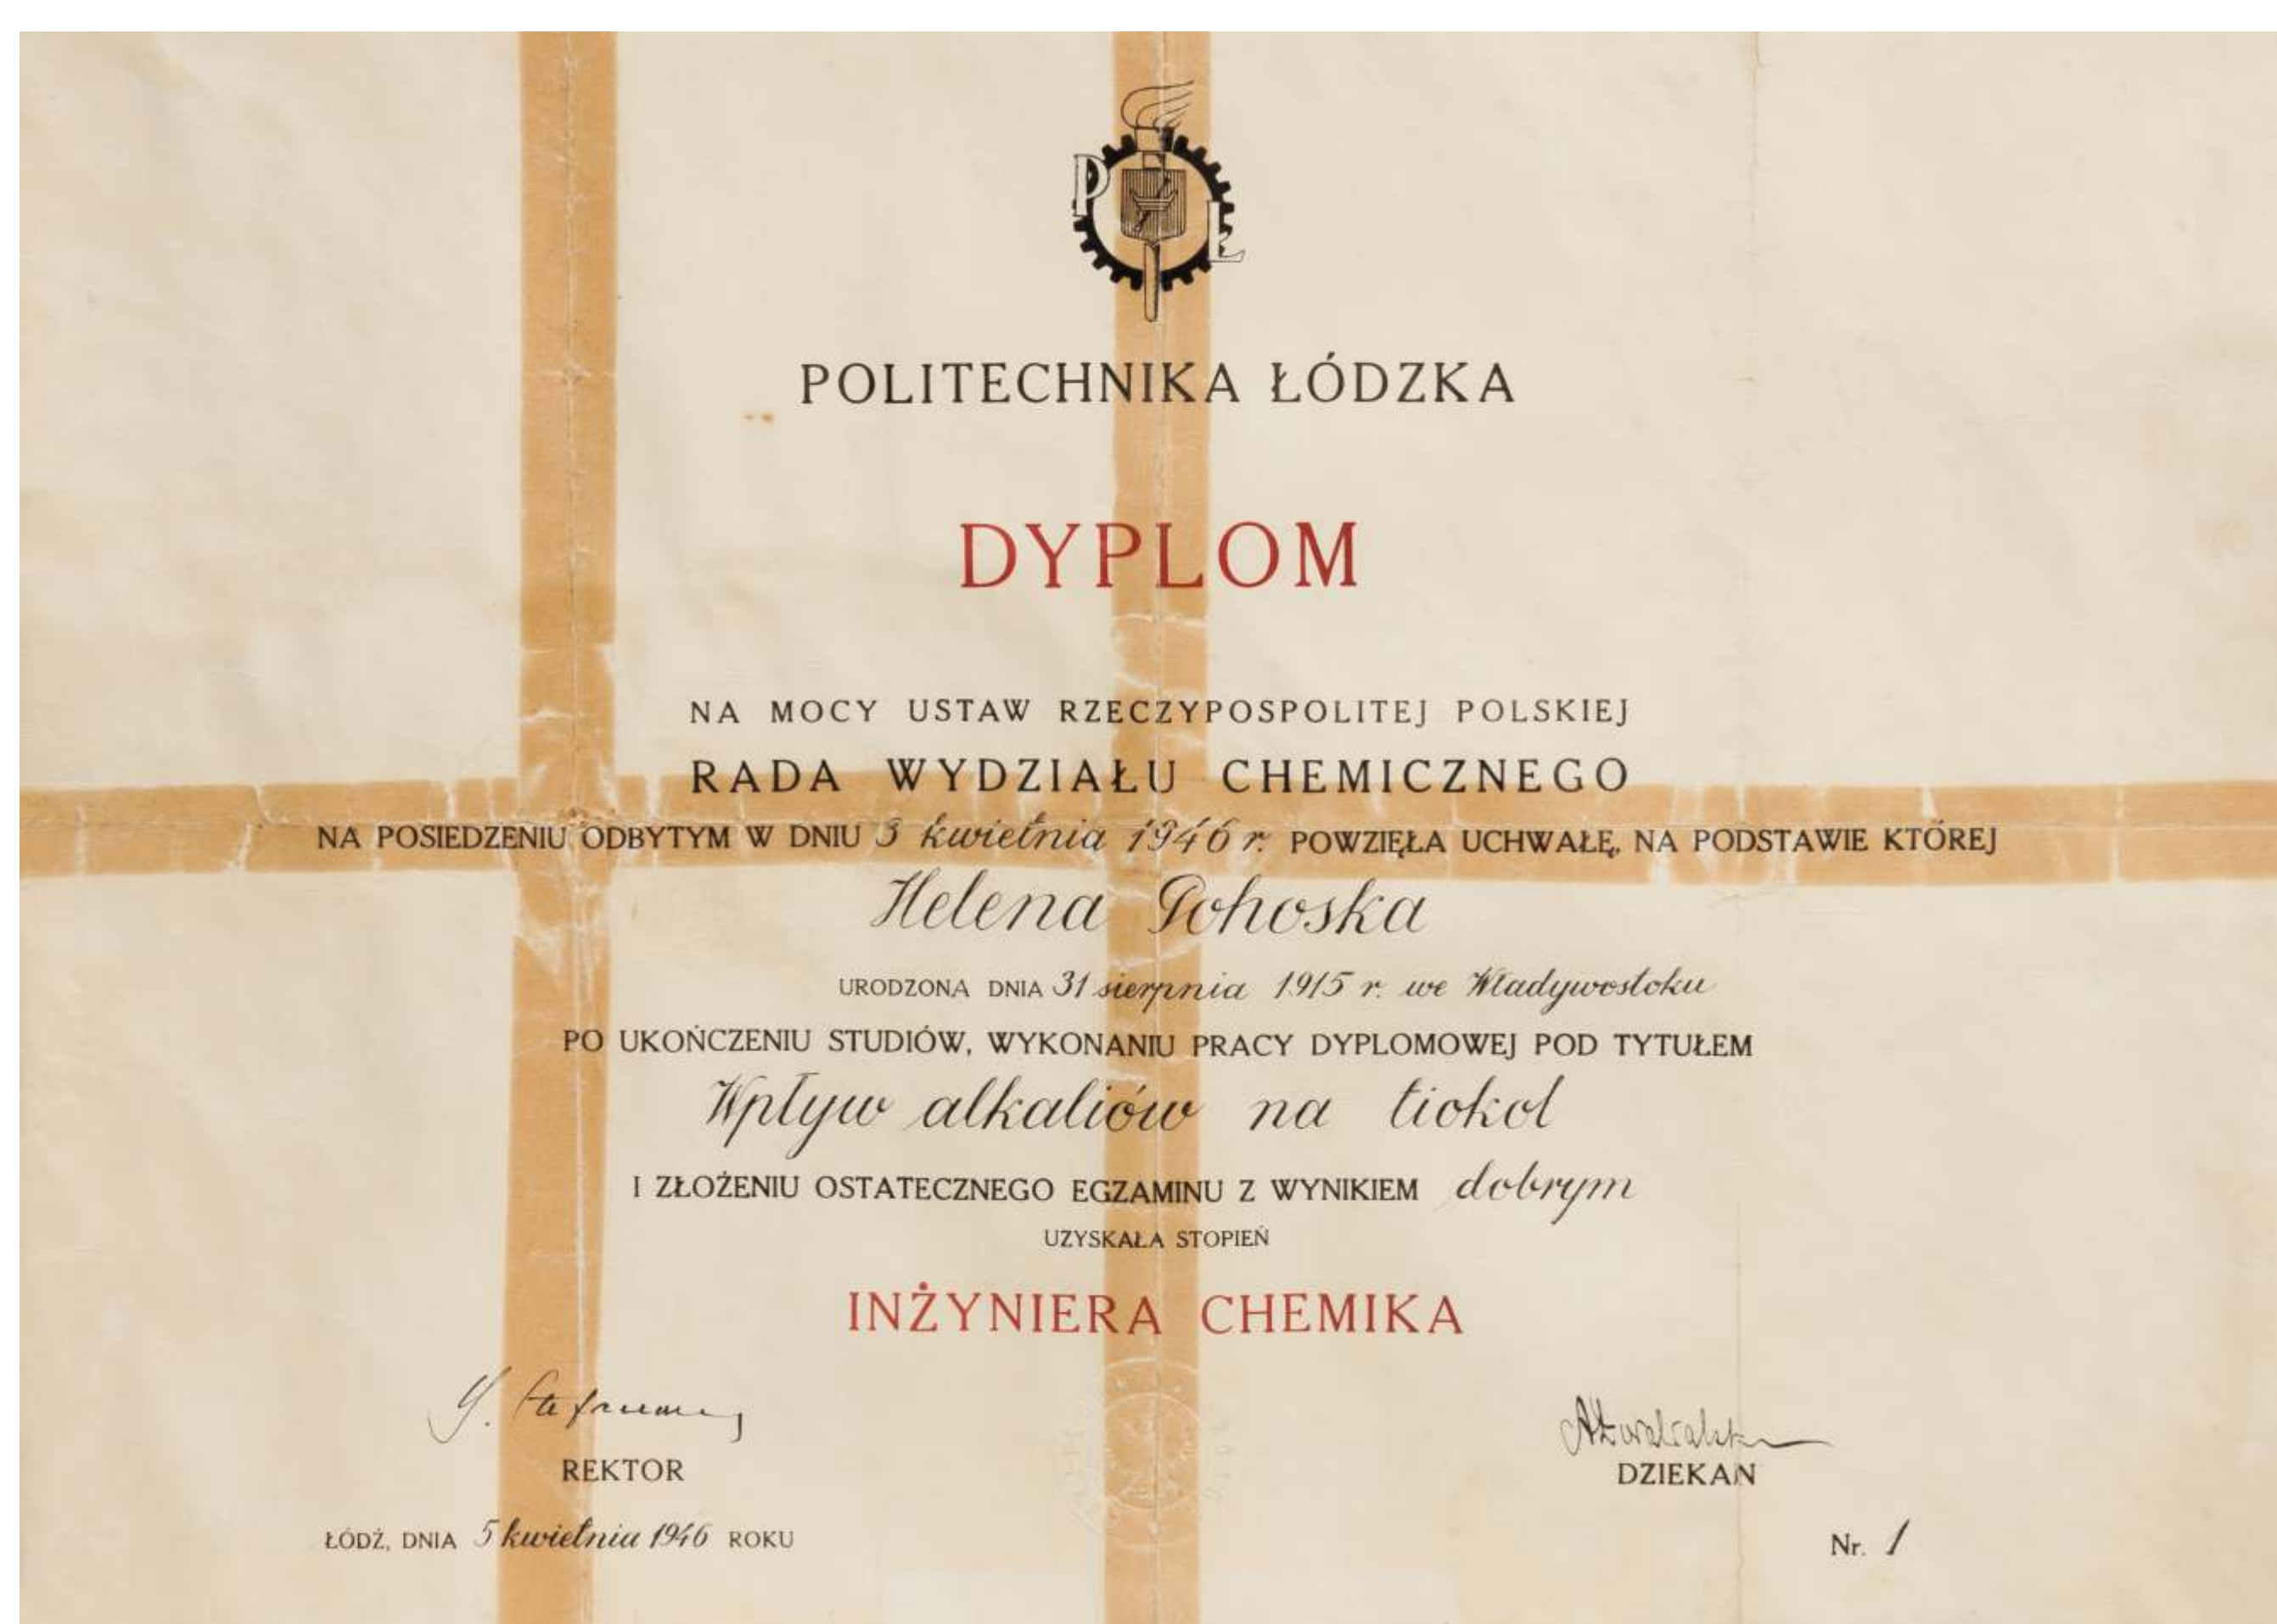 P Ł
POLITECHNIKA ŁÓDZKA
DYPLOM
NA MOCY USTAW RZECZYPOSPOLITEJ POLSKIEJ
RADA WYDZIAŁU CHEMICZNEGO
NA POSIEDZENIU ODBYTYM W DNIU 3 kwietnia 1946 r. POWZIĘŁA UCHWAŁĘ, NA PODSTAWIE KTÓREJ
Helena Gohoska
URODZONA DNIA 31 sierpnia 1915 r. we Władywostoku
PO UKOŃCZENIU STUDIÓW, WYKONANIU PRACY DYPLOMOWEJ POD TYTUŁEM
Wpływ alkaliów na tiokol
I ZŁOŻENIU OSTATECZNEGO EGZAMINU Z WYNIKIEM dobrym
UZYSKAŁA STOPIEŃ
INŻYNIERA CHEMIKA
REKTOR
DZIEKAN
ŁÓDŹ, DNIA 5 kwietnia 1946 ROKU
Nr. 1